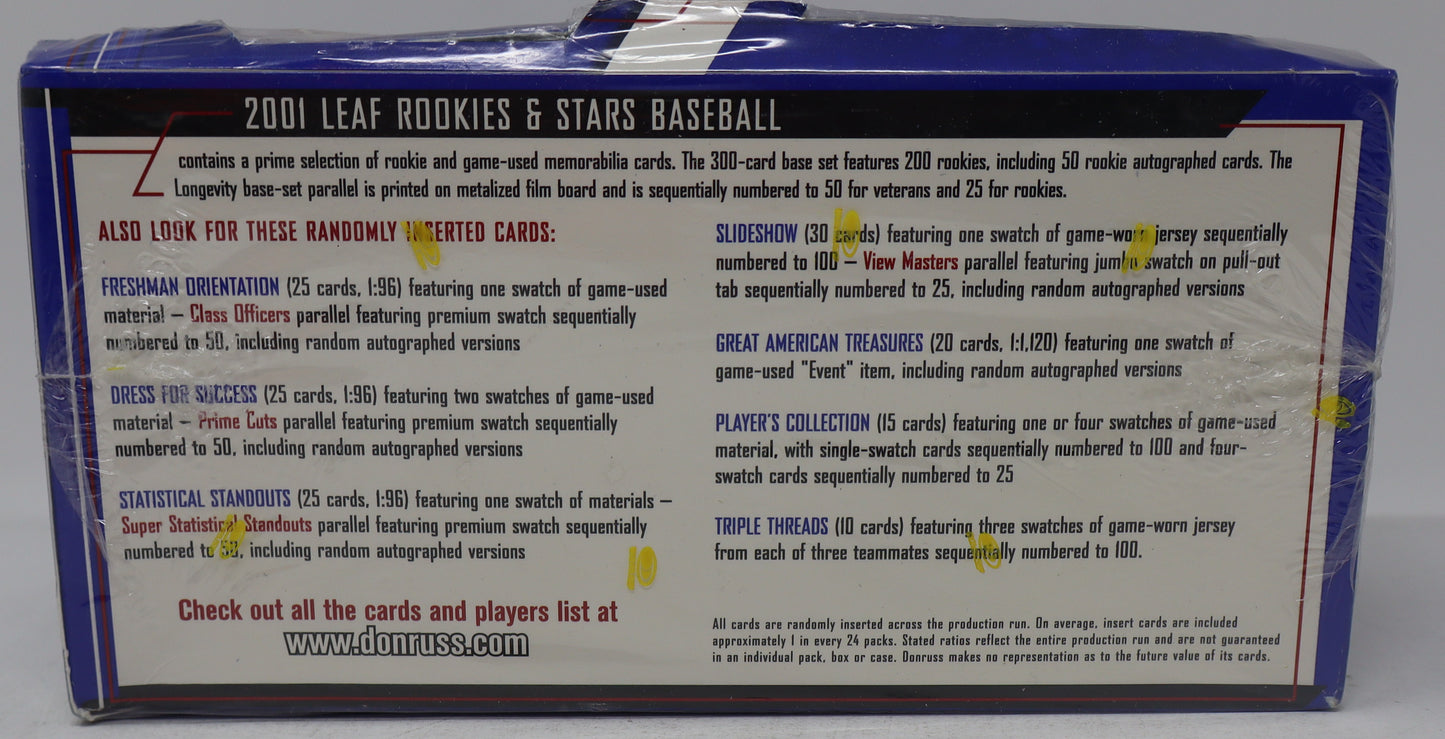 2001 LEAF ROOKIES & STARS BASEBALL
contains a prime selection of rookie and game-used memorabilia cards. The 300-card base set features 200 rookies, including 50 rookie autographed cards. The
Longevity base-set parallel is printed on metalized film board and is sequentially numbered to 50 for veterans and 25 for rookies.
ALSO LOOK FOR THESE RANDOMLY INSERTED CARDS:
FRESHMAN ORIENTATION (25 cards, 1:96) featuring one swatch of game-used
material – Class Officers parallel featuring premium swatch sequentially
numbered to 50, including random autographed versions
DRESS FOR SUCCESS (25 cards, 1:96) featuring two swatches of game-used
material – Prime Cuts parallel featuring premium swatch sequentially
numbered to 50, including random autographed versions
STATISTICAL STANDOUTS (25 cards, 1:96) featuring one swatch of materials –
Super Statistical Standouts parallel featuring premium swatch sequentially
numbered to 50, including random autographed versions
10
Check out all the cards and players list at
www.donruss.com
SLIDESHOW (30 cards) featuring one swatch of game-worn jersey sequentially
numbered to 100 – View Masters parallel featuring jumbo swatch on pull-out
tab sequentially numbered to 25, including random autographed versions
GREAT AMERICAN TREASURES (20 cards, 1:1,120) featuring one swatch of
game-used "Event" item, including random autographed versions
PLAYER'S COLLECTION (15 cards) featuring one or four swatches of game-used
material, with single-swatch cards sequentially numbered to 100 and four-
swatch cards sequentially numbered to 25
TRIPLE THREADS (10 cards) featuring three swatches of game-worn jersey
from each of three teammates sequentially numbered to 100.
10
All cards are randomly inserted across the production run. On average, insert cards are included
approximately 1 in every 24 packs. Stated ratios reflect the entire production run and are not guaranteed
in an individual pack, box or case. Donruss makes no representation as to the future value of its cards.